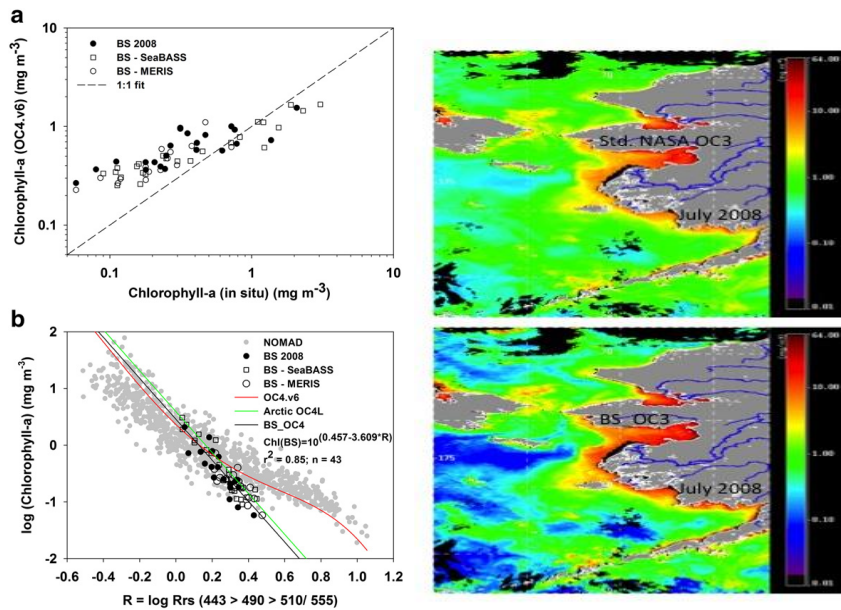 a
Chlorophyll-a (OC4.v6) (mg m⁻³)
10
1
0.1
BS 2008
BS - SeaBASS
BS - MERIS
1:1 fit
0.1
1
10
Chlorophyll-a (in situ) (mg m⁻³)
b
log (Chlorophyll-a) (mg m⁻³)
2
1
0
-1
-2
NOMAD
BS 2008
BS - SeaBASS
BS - MERIS
OC4.v6
Arctic OC4L
BS_OC4
Chl(BS)=10^(0.457-3.609*R)
r² = 0.85; n = 43
-0.6
-0.4
-0.2
0.0
0.2
0.4
0.6
0.8
1.0
1.2
R = log Rrs (443 > 490 > 510/ 555)
Std. NASA OC3
July 2008
64.00
10.00
1.00
0.10
0.01
BS_OC3
175
July 2008
64.00
10.00
1.00
0.10
0.01